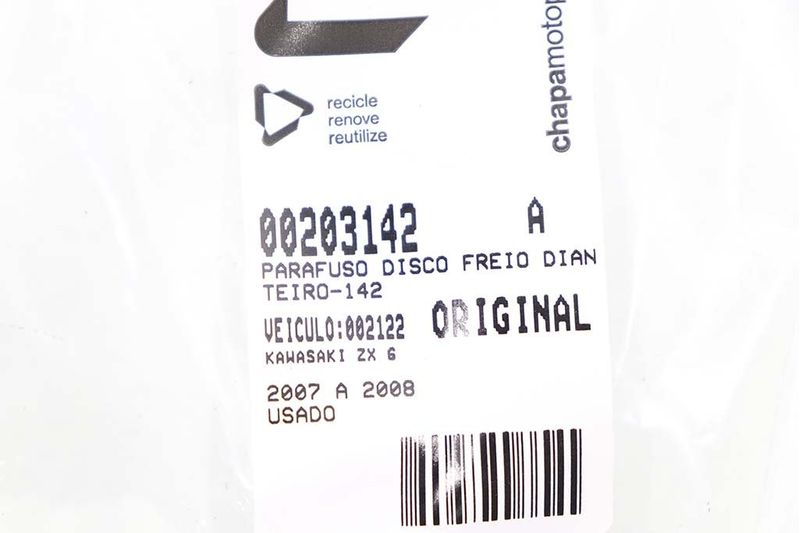 recicle
renove
reutilize
chapamotop
00203142 A
PARAFUSO DISCO FREIO DIAN
TEIRO-142
VEICULO:002122 ORIGINAL
KAWASAKI ZX 6
2007 A 2008
USADO